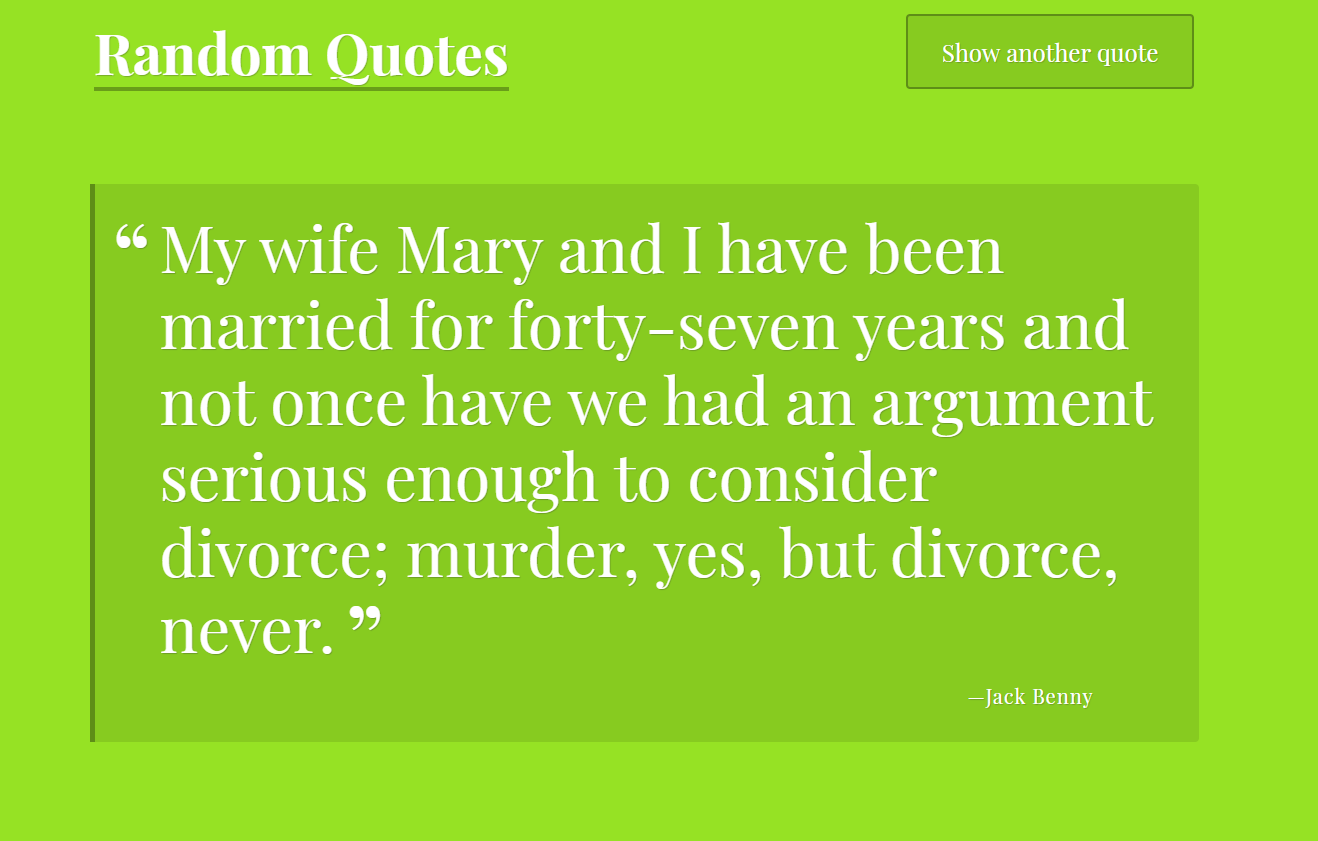 Random Quotes
Show another quote
“ My wife Mary and I have been
married for forty-seven years and
not once have we had an argument
serious enough to consider
divorce; murder, yes, but divorce,
never. ”
—Jack Benny